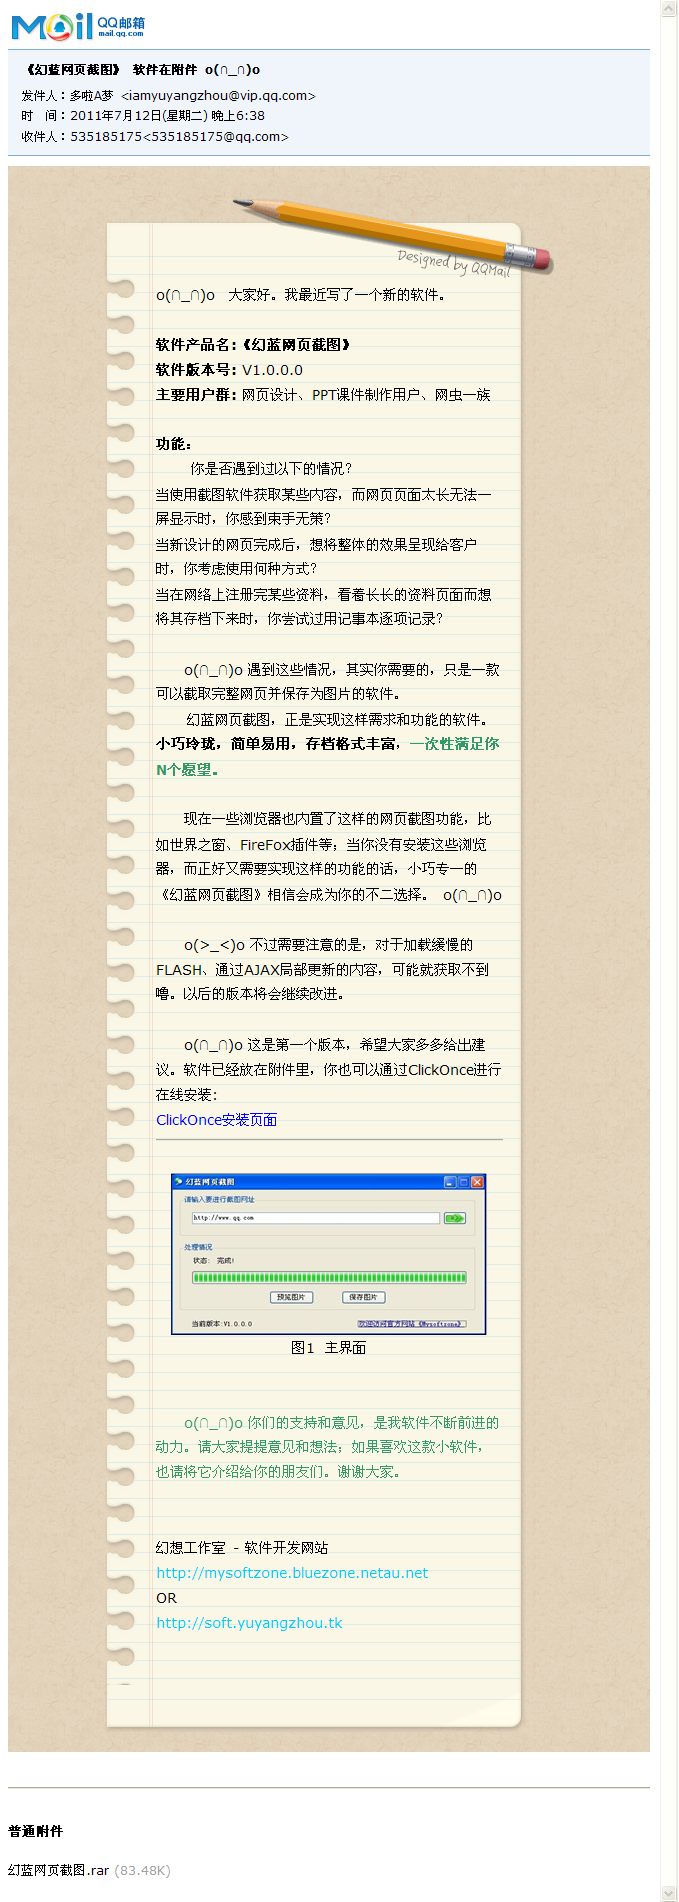 Mail QQ邮箱
mail.qq.com
《幻蓝网页截图》 软件在附件 o(∩_∩)o
发件人：多啦A梦 <iamyuyangzhou@vip.qq.com>
时 间：2011年7月12日(星期二) 晚上6:38
收件人：535185175<535185175@qq.com>
Designed by QQMail
o(∩_∩)o 大家好。我最近写了一个新的软件。
软件产品名:《幻蓝网页截图》
软件版本号: V1.0.0.0
主要用户群: 网页设计、PPT课件制作用户、网虫一族
功能:
你是否遇到过以下的情况?
当使用截图软件获取某些内容，而网页页面太长无法一
屏显示时，你感到束手无策?
当新设计的网页完成后，想将整体的效果呈现给客户
时，你考虑使用何种方式?
当在网络上注册完某些资料，看着长长的资料页面而想
将其存档下来时，你尝试过用记事本逐项记录?
o(∩_∩)o 遇到这些情况，其实你需要的，只是一款
可以截取完整网页并保存为图片的软件。
幻蓝网页截图，正是实现这样需求和功能的软件。
小巧玲珑，简单易用，存档格式丰富，一次性满足你
N个愿望。
现在一些浏览器也内置了这样的网页截图功能，比
如世界之窗、FireFox插件等；当你没有安装这些浏览
器，而正好又需要实现这样的功能的话，小巧专一的
《幻蓝网页截图》相信会成为你的不二选择。 o(∩_∩)o
o(>_<)o 不过需要注意的是，对于加载缓慢的
FLASH、通过AJAX局部更新的内容，可能就获取不到
噜。以后的版本将会继续改进。
o(∩_∩)o 这是第一个版本，希望大家多多给出建
议。软件已经放在附件里，你也可以通过ClickOnce进行
在线安装:
ClickOnce安装页面
幻蓝网页截图
请输入要进行截图网址
http://www.qq.com
处理情况
状态: 完成!
预览图片 保存图片
当前版本:V1.0.0.0 欢迎访问官方网站《Mysoftzone》
图1 主界面
o(∩_∩)o 你们的支持和意见，是我软件不断前进的
动力。请大家提提意见和想法；如果喜欢这款小软件，
也请将它介绍给你的朋友们。谢谢大家。
幻想工作室 - 软件开发网站
http://mysoftzone.bluezone.netau.net
OR
http://soft.yuyangzhou.tk
普通附件
幻蓝网页截图.rar (83.48K)